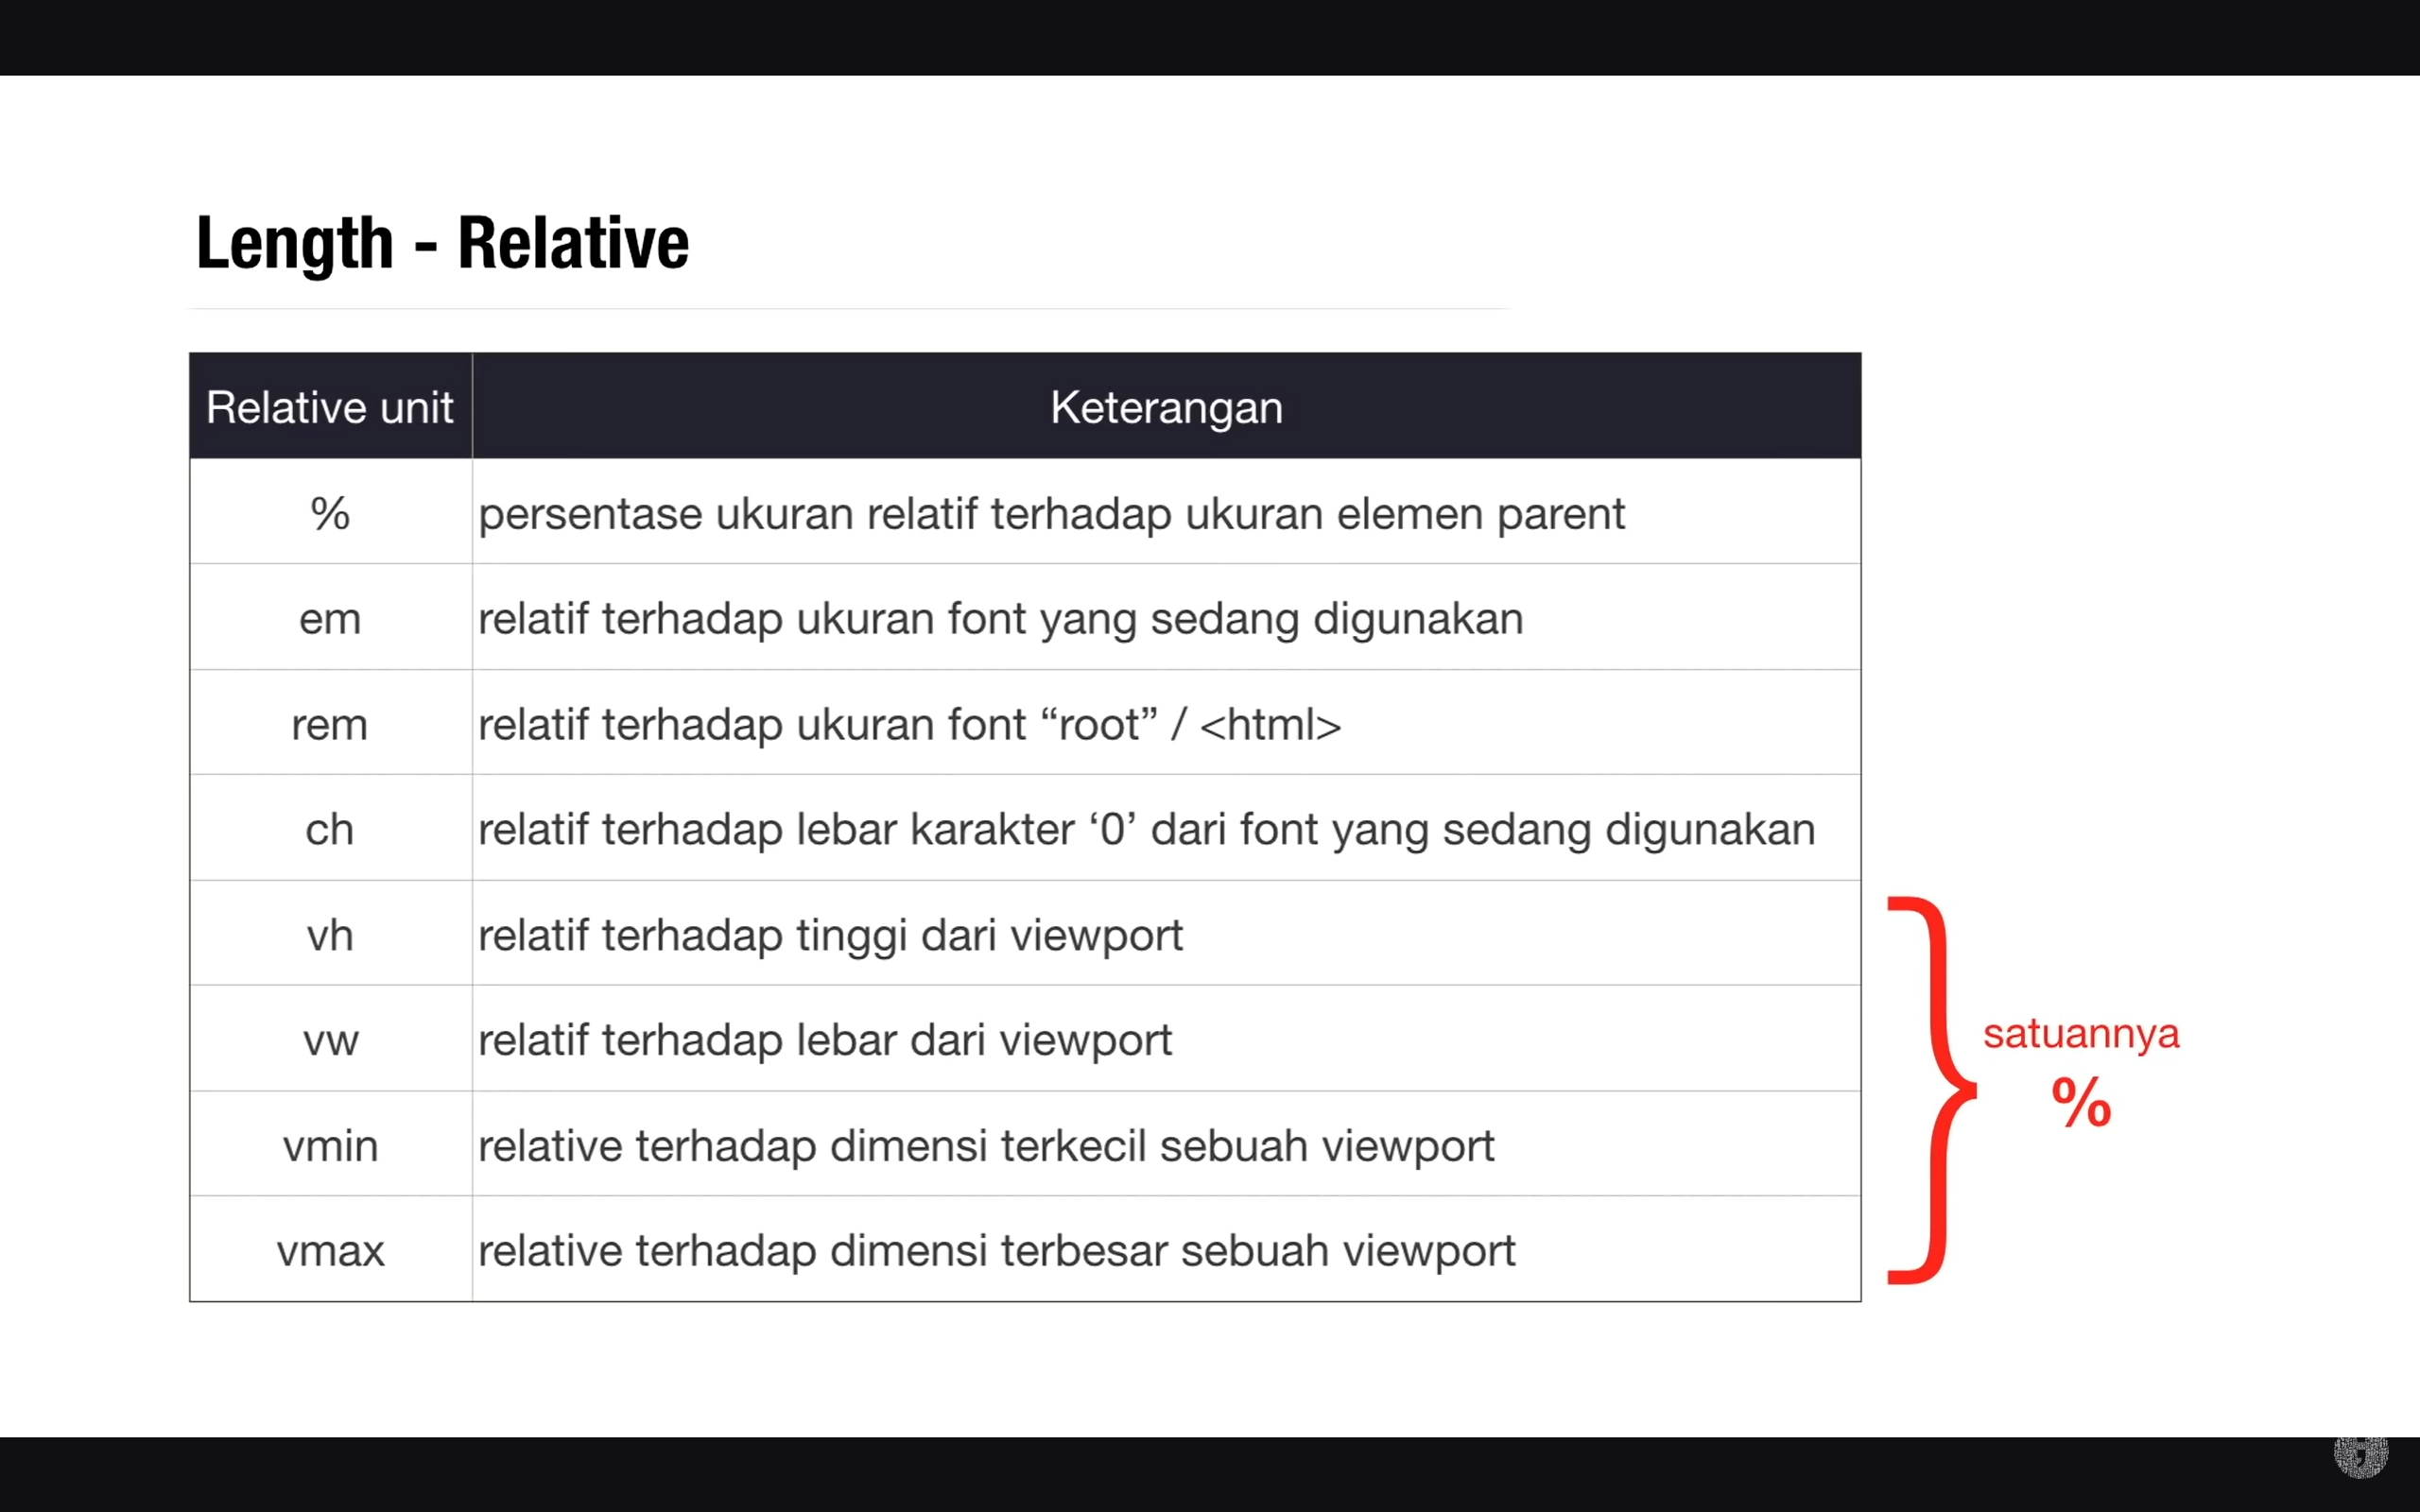 Length - Relative
Relative unit Keterangan
% persentase ukuran relatif terhadap ukuran elemen parent
em relatif terhadap ukuran font yang sedang digunakan
rem relatif terhadap ukuran font “root” / <html>
ch relatif terhadap lebar karakter ‘0’ dari font yang sedang digunakan
vh relatif terhadap tinggi dari viewport
vw relatif terhadap lebar dari viewport
vmin relative terhadap dimensi terkecil sebuah viewport
vmax relative terhadap dimensi terbesar sebuah viewport
satuannya
%